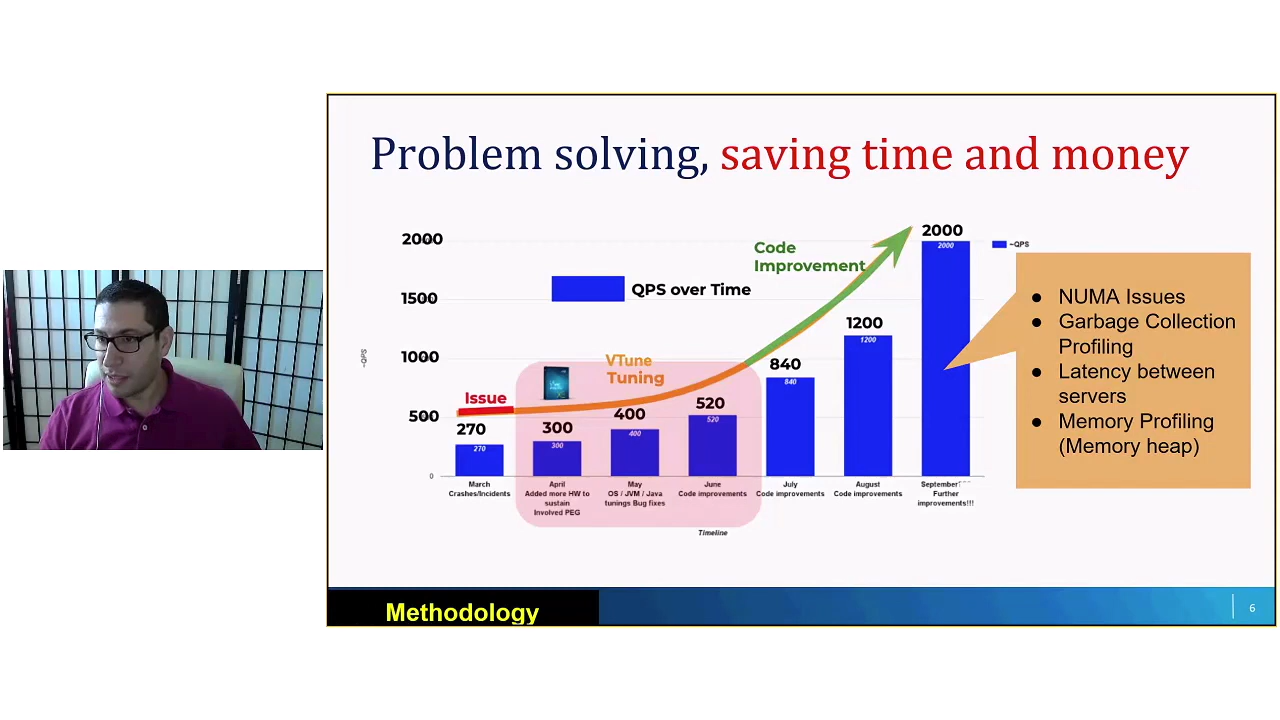 Problem solving, saving time and money
2000
1500
1000
500
0
~QPS
QPS over Time
Issue
VTune
Tuning
Code
Improvement
270
270
300
300
400
400
520
520
840
840
1200
1200
2000
2000
~QPS
March
Crashes/Incidents
April
Added more HW to
sustain
Involved PEG
May
OS / JVM / Java
tunings Bug fixes
June
Code improvements
July
Code improvements
August
Code improvements
September
Further
improvements!!!
Timeline
● NUMA Issues
● Garbage Collection
Profiling
● Latency between
servers
● Memory Profiling
(Memory heap)
Methodology
6